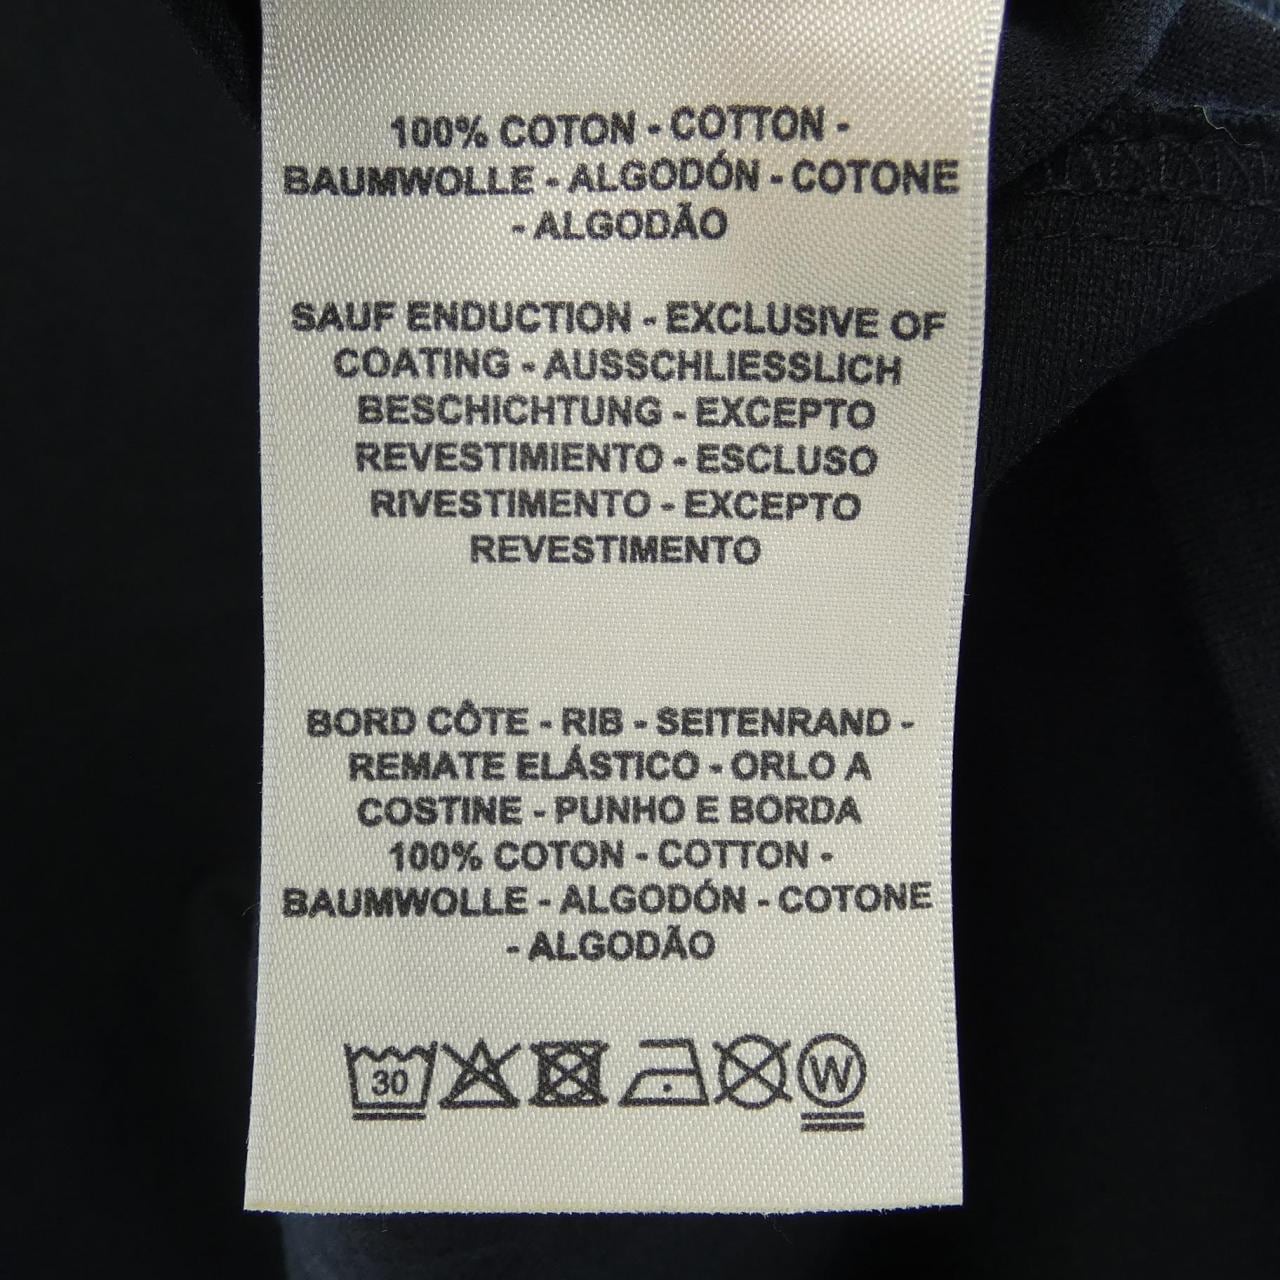 100% COTON - COTTON -
BAUMWOLLE - ALGODÓN - COTONE
- ALGODÃO
SAUF ENDUCTION - EXCLUSIVE OF
COATING - AUSSCHLIESSLICH
BESCHICHTUNG - EXCEPTO
REVESTIMIENTO - ESCLUSO
RIVESTIMENTO - EXCEPTO
REVESTIMENTO
BORD CÔTE - RIB - SEITENRAND -
REMATE ELÁSTICO - ORLO A
COSTINE - PUNHO E BORDA
100% COTON - COTTON -
BAUMWOLLE - ALGODÓN - COTONE
- ALGODÃO
30 W